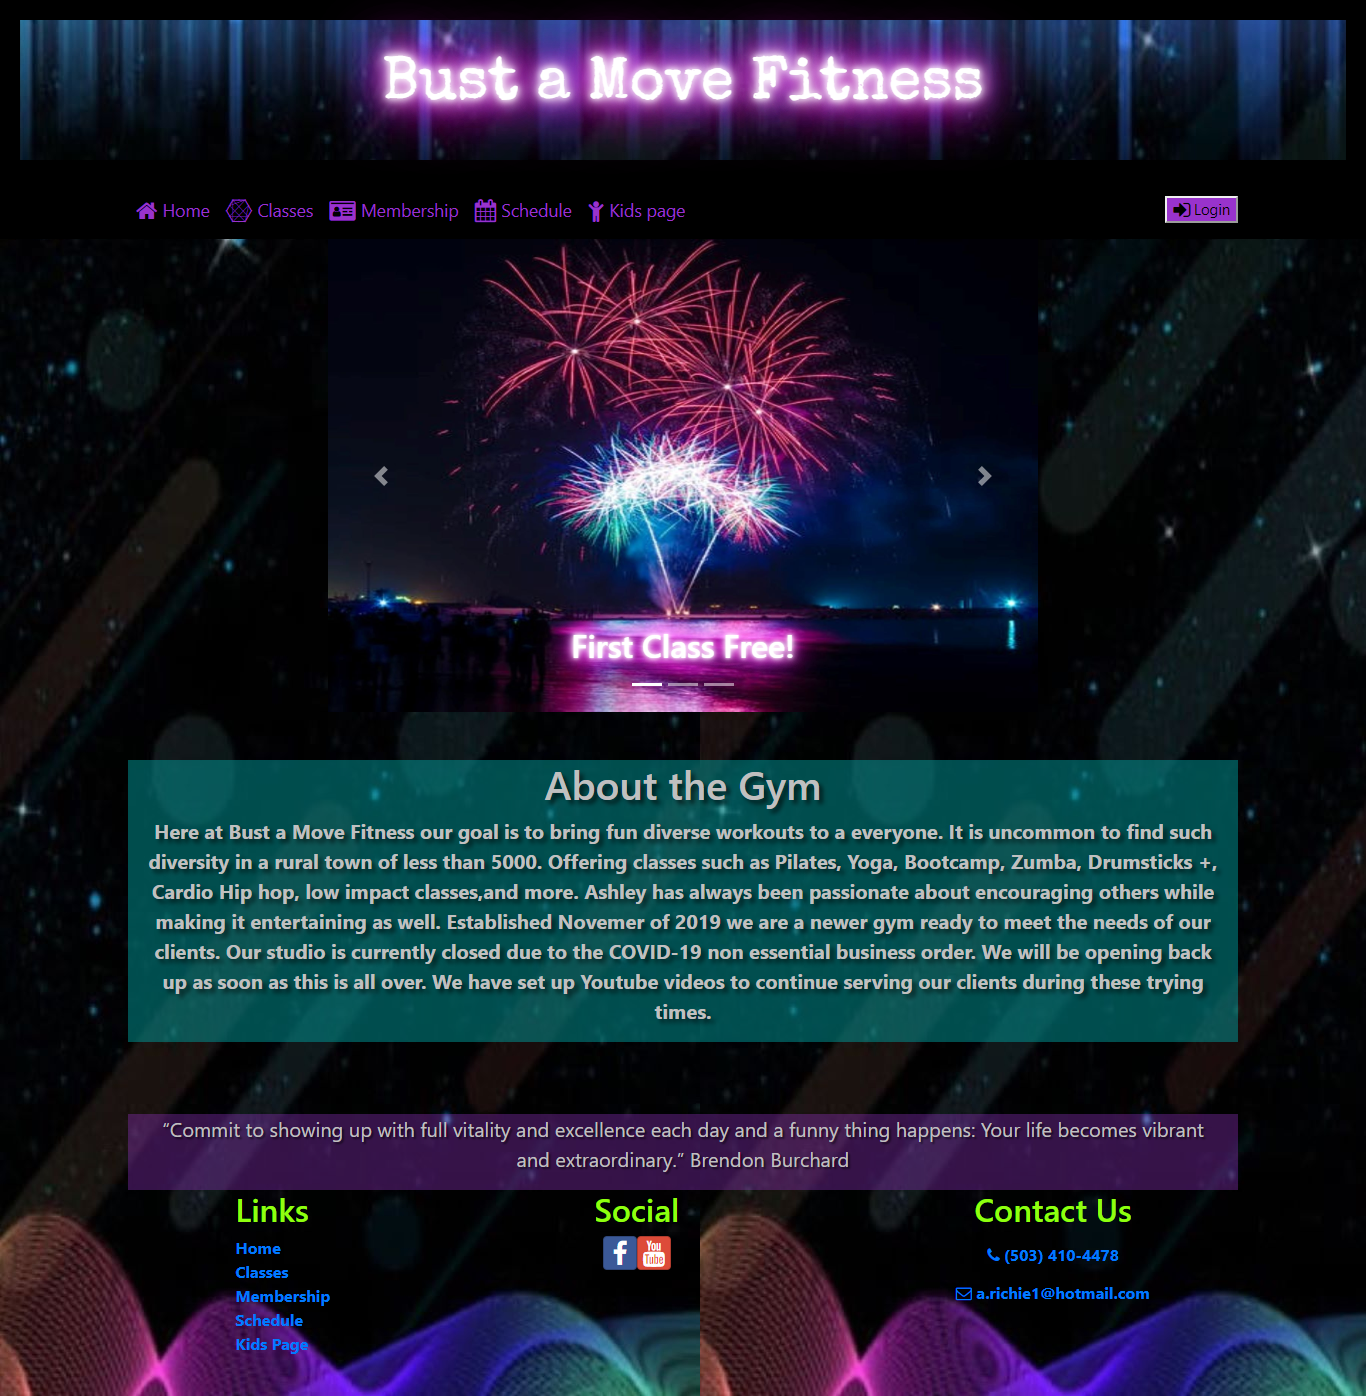 Bust a Move Fitness
Home Classes Membership Schedule Kids page Login
First Class Free!
About the Gym
Here at Bust a Move Fitness our goal is to bring fun diverse workouts to a everyone. It is uncommon to find such
diversity in a rural town of less than 5000. Offering classes such as Pilates, Yoga, Bootcamp, Zumba, Drumsticks +,
Cardio Hip hop, low impact classes,and more. Ashley has always been passionate about encouraging others while
making it entertaining as well. Established Novemer of 2019 we are a newer gym ready to meet the needs of our
clients. Our studio is currently closed due to the COVID-19 non essential business order. We will be opening back
up as soon as this is all over. We have set up Youtube videos to continue serving our clients during these trying
times.
“Commit to showing up with full vitality and excellence each day and a funny thing happens: Your life becomes vibrant
and extraordinary.” Brendon Burchard
Links
Home
Classes
Membership
Schedule
Kids Page
Social
f
You
Tube
Contact Us
(503) 410-4478
a.richie1@hotmail.com